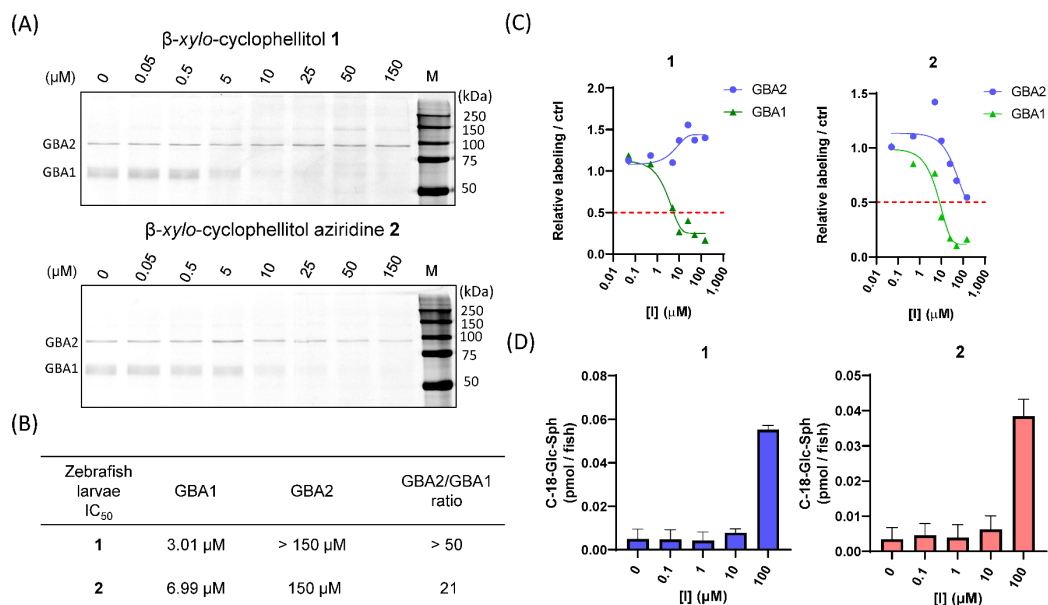 (A)
β-xylo-cyclophellitol 1
(μM) 0 0.05 0.5 5 10 25 50 150 M
(kDa)
250
150
GBA2 100
75
GBA1
50
β-xylo-cyclophellitol aziridine 2
(μM) 0 0.05 0.5 5 10 25 50 150 M
(kDa)
250
150
GBA2 100
75
GBA1
50
(B)
Zebrafish larvae IC50 GBA1 GBA2 GBA2/GBA1 ratio
1 3.01 μM > 150 μM > 50
2 6.99 μM 150 μM 21
(C)
1
GBA2
GBA1
Relative labeling / ctrl
1.5
1.0
0.5
0.0
0.01 0.1 1 10 100 1,000
[I] (μM)
2
GBA2
GBA1
Relative labeling / ctrl
1.5
1.0
0.5
0.0
0.01 0.1 1 10 100 1,000
[I] (μM)
(D)
1
C-18-Glc-Sph
(pmol / fish)
0.08
0.06
0.04
0.02
0.00
0 0.1 1 10 100
[I] (μM)
2
C-18-Glc-Sph
(pmol / fish)
0.05
0.04
0.03
0.02
0.01
0.00
0 0.1 1 10 100
[I] (μM)